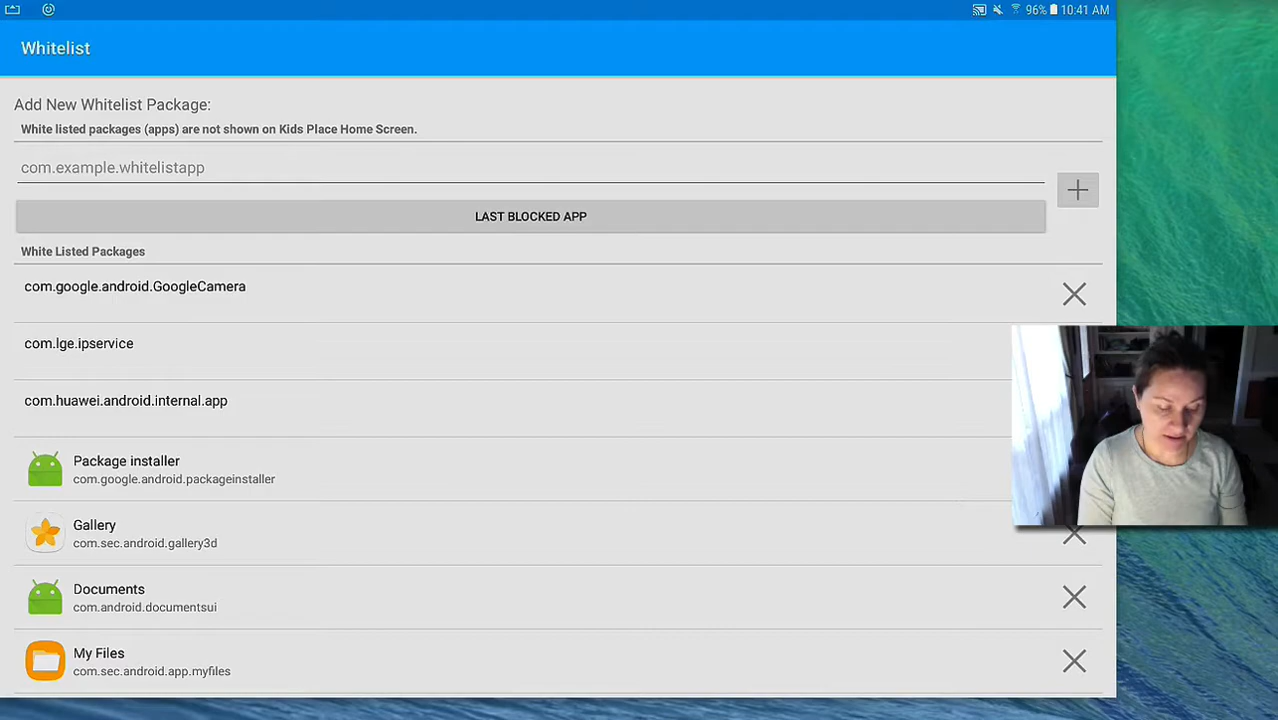 96% 10:41 AM
Whitelist
Add New Whitelist Package:
White listed packages (apps) are not shown on Kids Place Home Screen.
com.example.whitelistapp
LAST BLOCKED APP
White Listed Packages
com.google.android.GoogleCamera
com.lge.ipservice
com.huawei.android.internal.app
Package installer
com.google.android.packageinstaller
Gallery
com.sec.android.gallery3d
Documents
com.android.documentsui
My Files
com.sec.android.app.myfiles